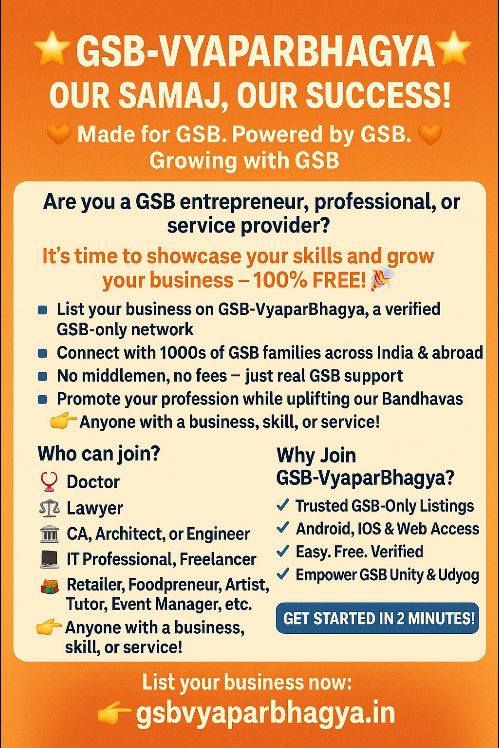 GSB-VYAPARBHAGYA
OUR SAMAJ, OUR SUCCESS!
Made for GSB. Powered by GSB.
Growing with GSB
Are you a GSB entrepreneur, professional, or
service provider?
It's time to showcase your skills and grow
your business – 100% FREE!
List your business on GSB-VyaparBhagya, a verified
GSB-only network
Connect with 1000s of GSB families across India & abroad
No middlemen, no fees – just real GSB support
Promote your profession while uplifting our Bandhavas
Anyone with a business, skill, or service!
Who can join?
Doctor
Lawyer
CA, Architect, or Engineer
IT Professional, Freelancer
Retailer, Foodpreneur, Artist,
Tutor, Event Manager, etc.
Anyone with a business,
skill, or service!
Why Join
GSB-VyaparBhagya?
Trusted GSB-Only Listings
Android, IOS & Web Access
Easy. Free. Verified
Empower GSB Unity & Udyog
GET STARTED IN 2 MINUTES!
List your business now:
gsbvyaparbhagya.in